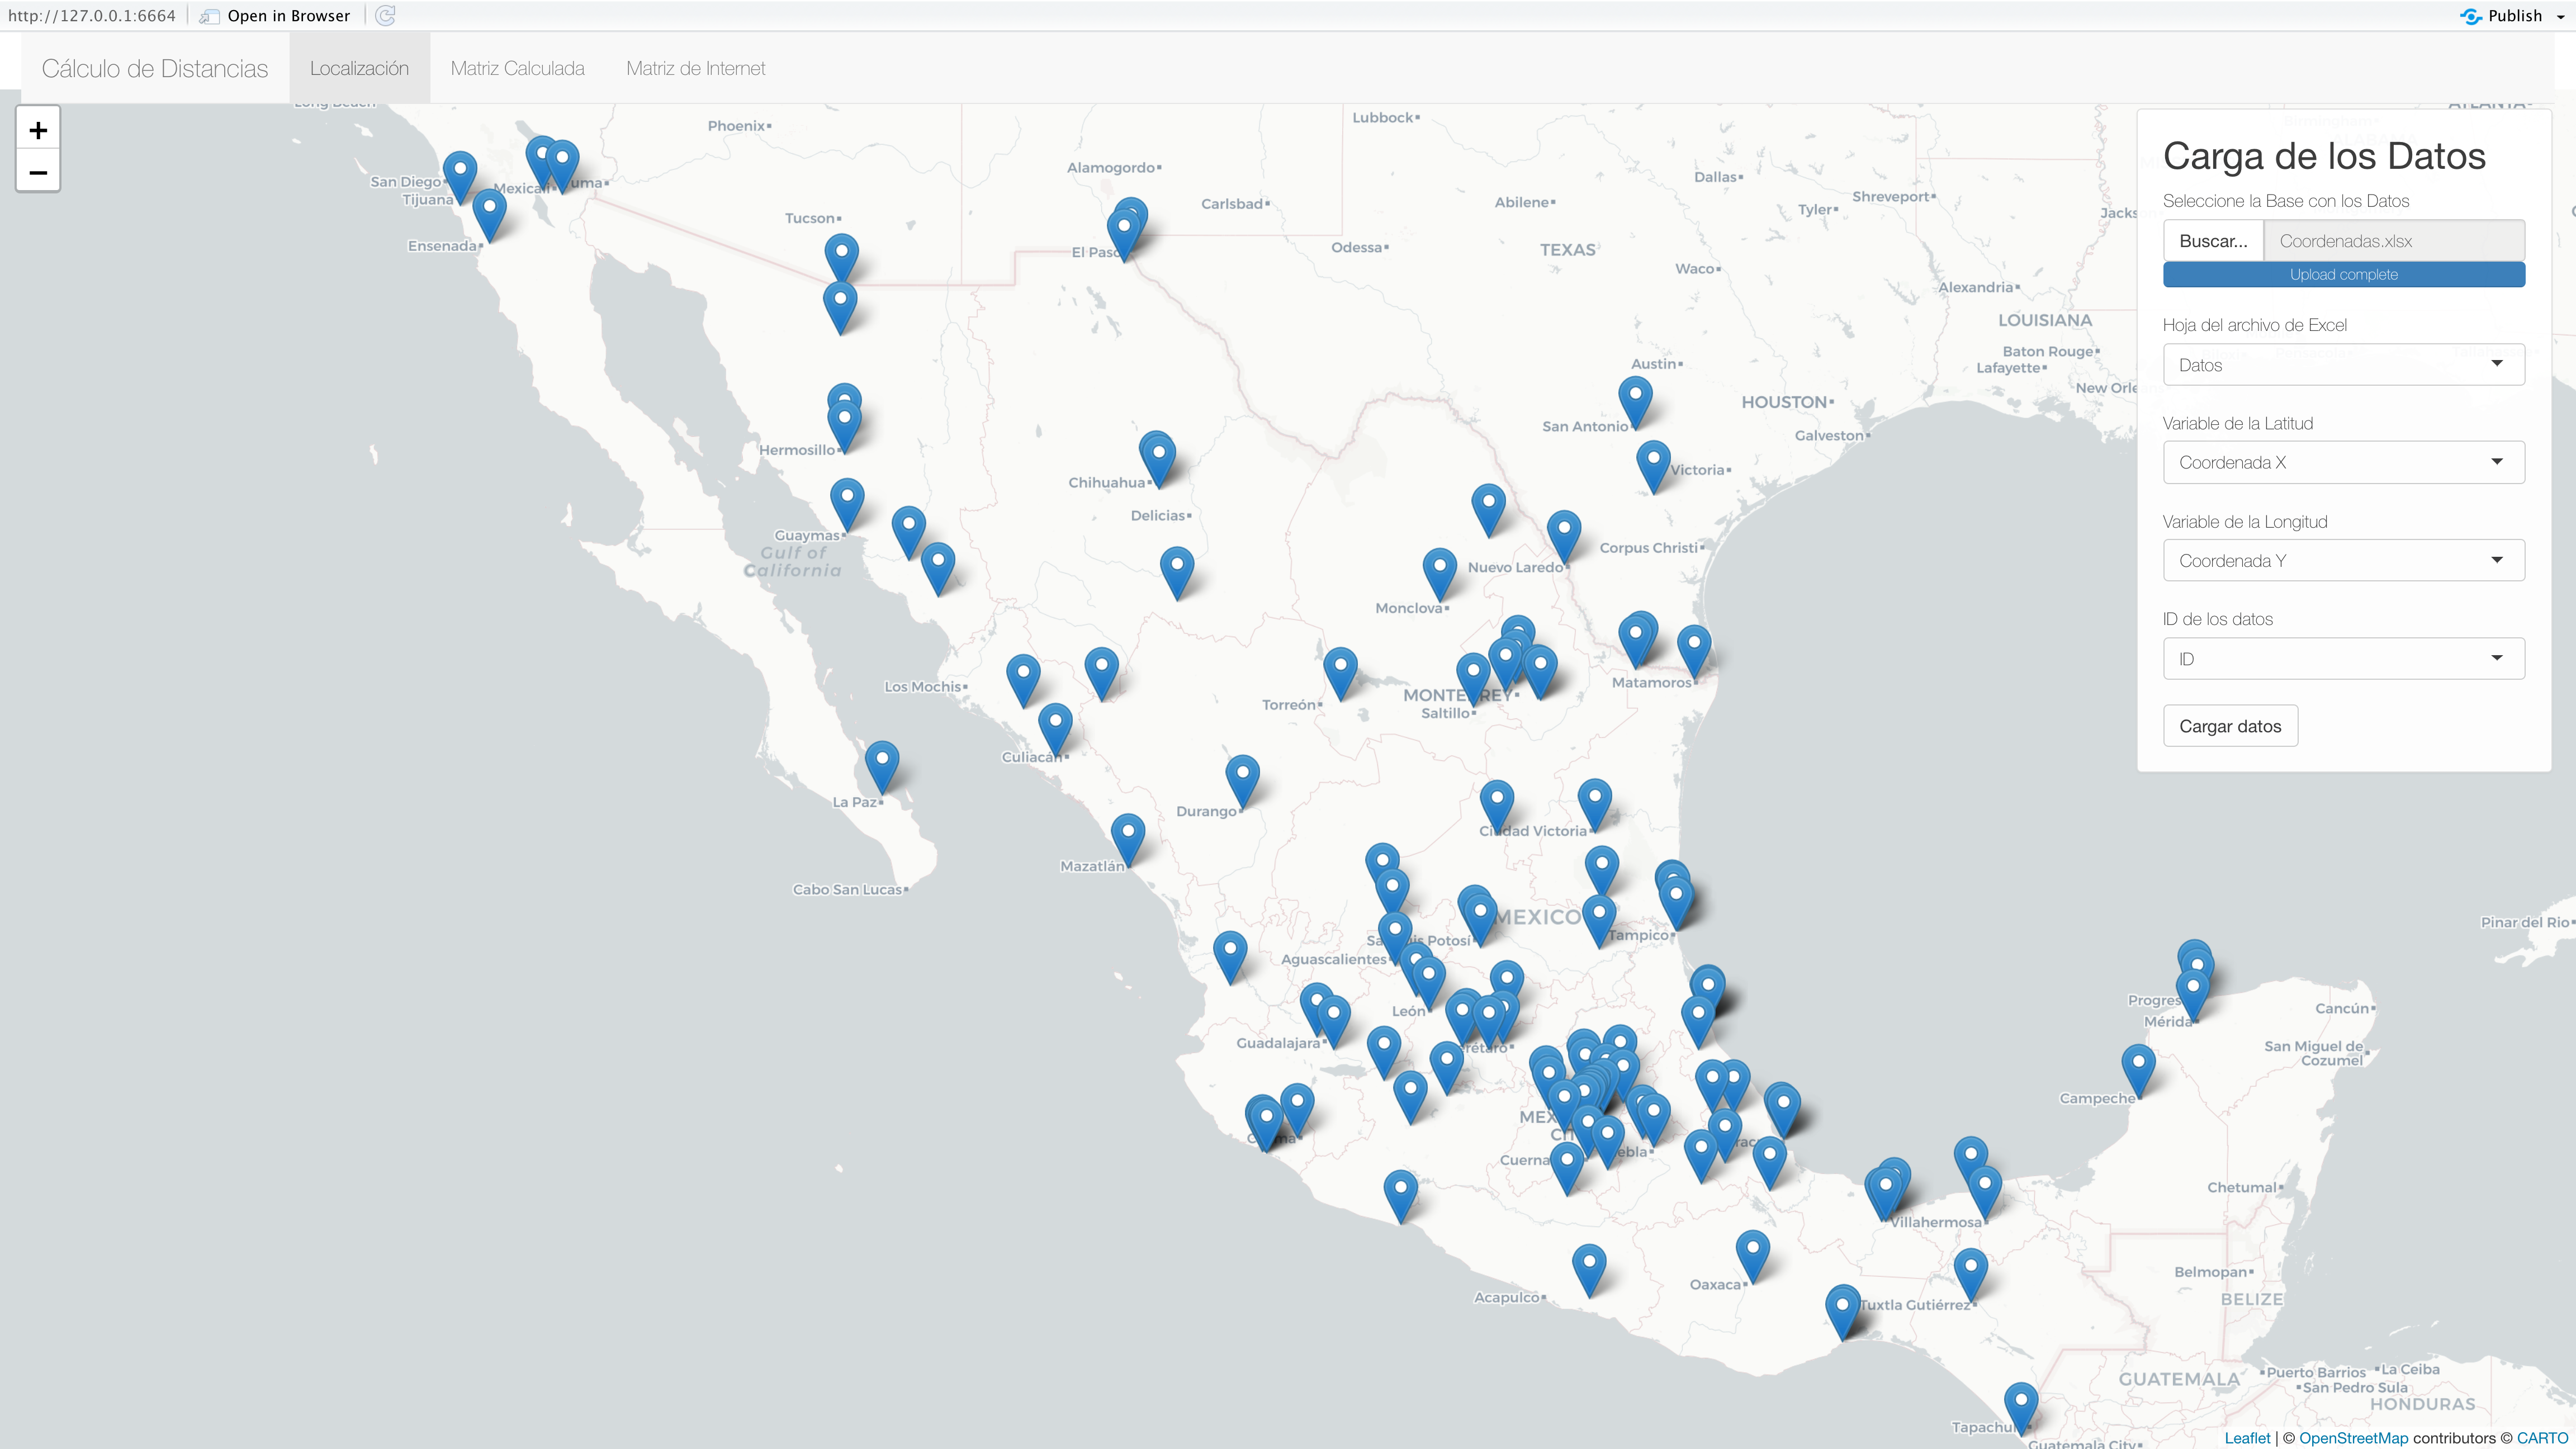 http://127.0.0.1:6664 Open in Browser Publish
Cálculo de Distancias Localización Matriz Calculada Matriz de Internet
+
−
Long Beach
Phoenix
Lubbock
ATLANTA
Alamogordo
Dallas
San Diego
Mexicali
Tijuana
Carlsbad
Abilene
Shreveport
Tyler
Tucson
Ensenada
El Paso
Odessa
TEXAS
Waco
Alexandria
LOUISIANA
Baton Rouge
Austin
Lafayette
HOUSTON
San Antonio
Galveston
Hermosillo
Victoria
Chihuahua
Delicias
Guaymas
Gulf of
California
Corpus Christi
Nuevo Laredo
Monclova
Los Mochis
Matamoros
MONTERREY
Torreón
Saltillo
Culiacán
La Paz
Durango
Ciudad Victoria
Mazatlán
Cabo San Lucas
MEXICO
Pinar del Rio
Tampico
San Luis Potosí
Aguascalientes
León
Progreso
Cancún
Mérida
Guadalajara
San Miguel de
Cozumel
Campeche
Chetumal
Villahermosa
Belmopan
Oaxaca
Acapulco
BELIZE
Tuxtla Gutiérrez
Puerto Barrios
La Ceiba
GUATEMALA
San Pedro Sula
HONDURAS
Guatemala City
Carga de los Datos
Seleccione la Base con los Datos
Buscar... Coordenadas.xlsx
Upload complete
Hoja del archivo de Excel
Datos
Variable de la Latitud
Coordenada X
Variable de la Longitud
Coordenada Y
ID de los datos
ID
Cargar datos
Leaflet | © OpenStreetMap contributors © CARTO